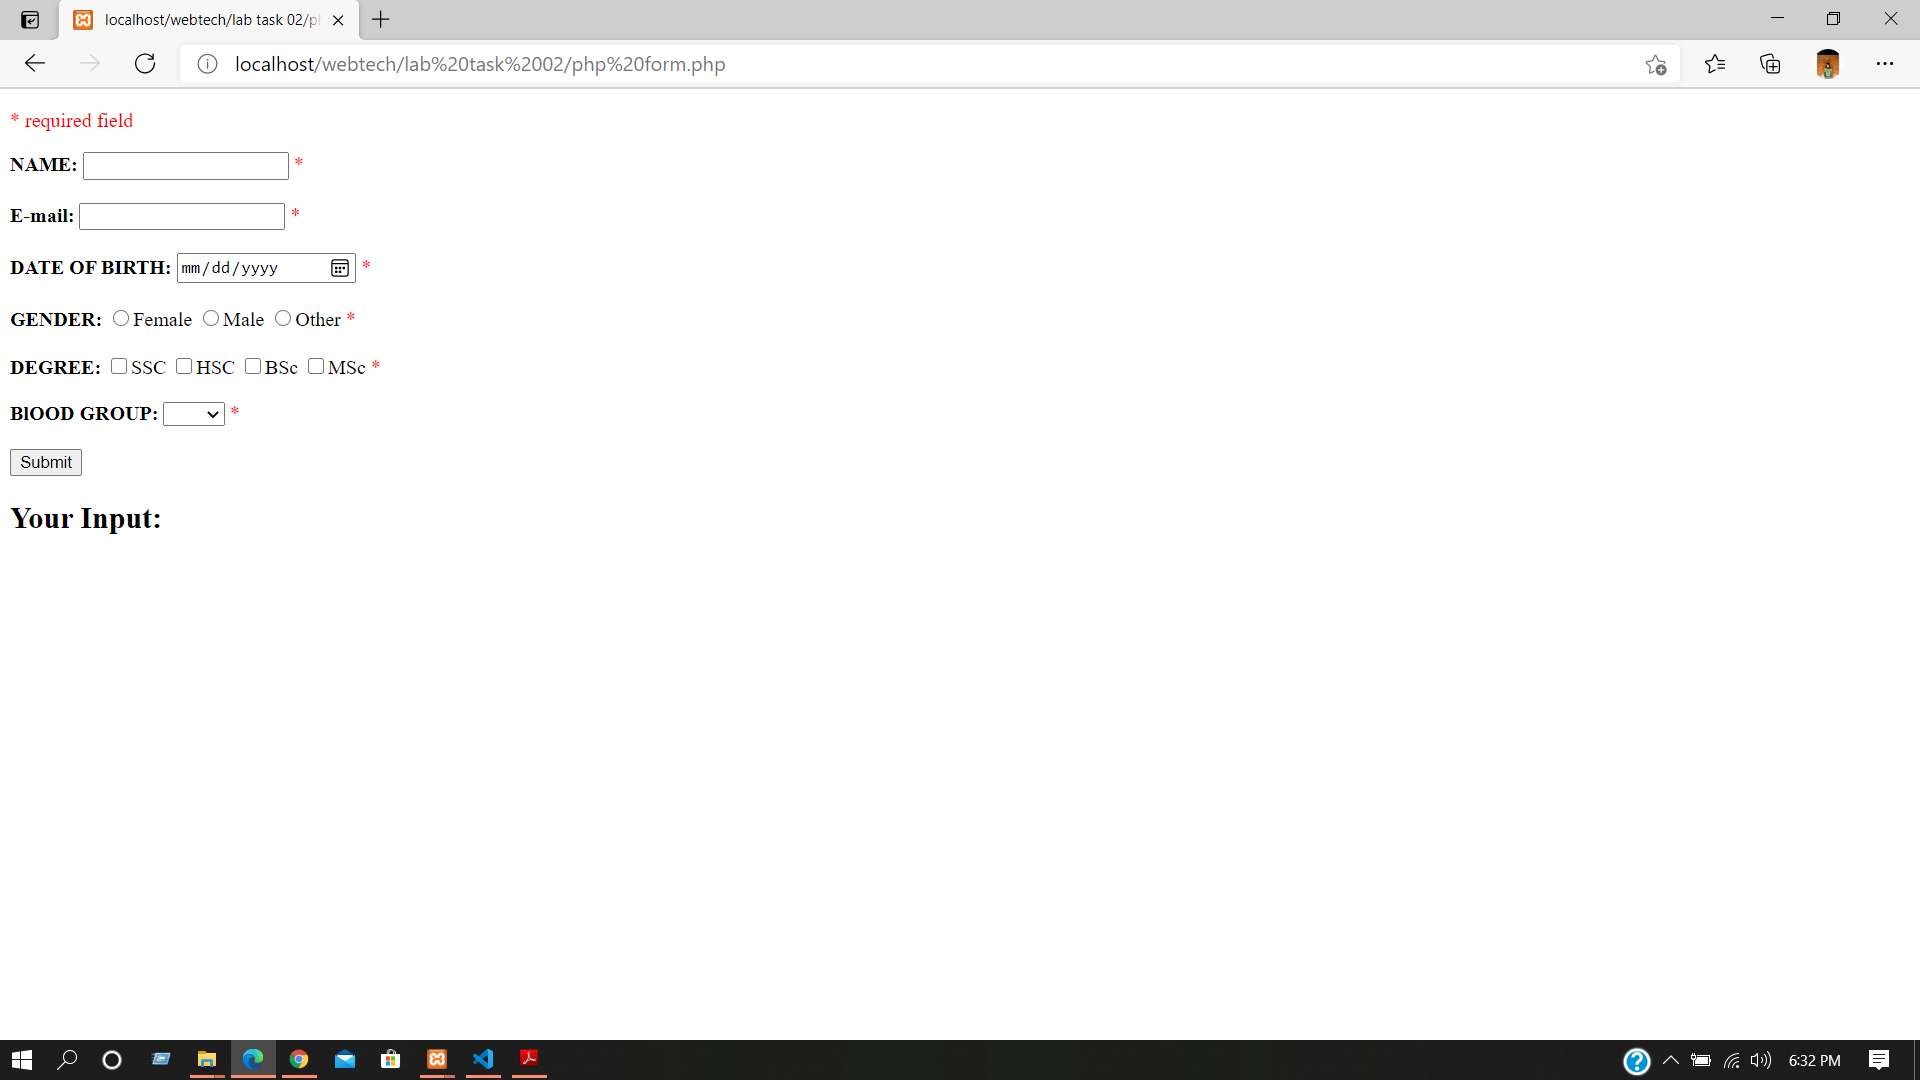 localhost/webtech/lab task 02/p
localhost/webtech/lab%20task%2002/php%20form.php
* required field
NAME: *
E-mail: *
DATE OF BIRTH: mm/dd/yyyy *
GENDER: Female Male Other *
DEGREE: SSC HSC BSc MSc *
BlOOD GROUP: *
Submit
Your Input:
6:32 PM